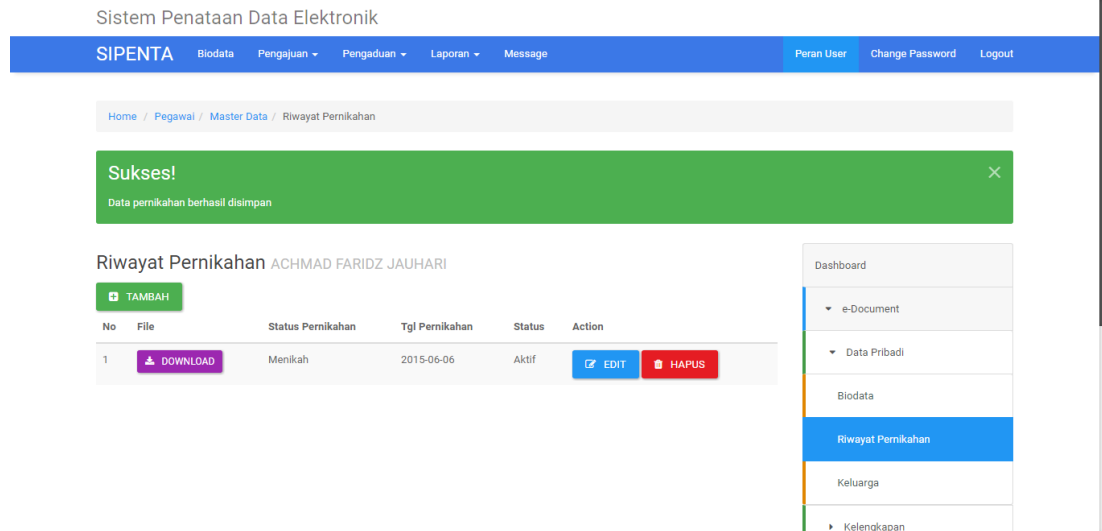 Sistem Penataan Data Elektronik
SIPENTA Biodata Pengajuan Pengaduan Laporan Message Peran User Change Password Logout
Home / Pegawai / Master Data / Riwayat Pernikahan
Sukses!
Data pernikahan berhasil disimpan
Riwayat Pernikahan ACHMAD FARIDZ JAUHARI
TAMBAH
No File Status Pernikahan Tgl Pernikahan Status Action
1 DOWNLOAD Menikah 2015-06-06 Aktif EDIT HAPUS
Dashboard
e-Document
Data Pribadi
Biodata
Riwayat Pernikahan
Keluarga
Kelengkapan